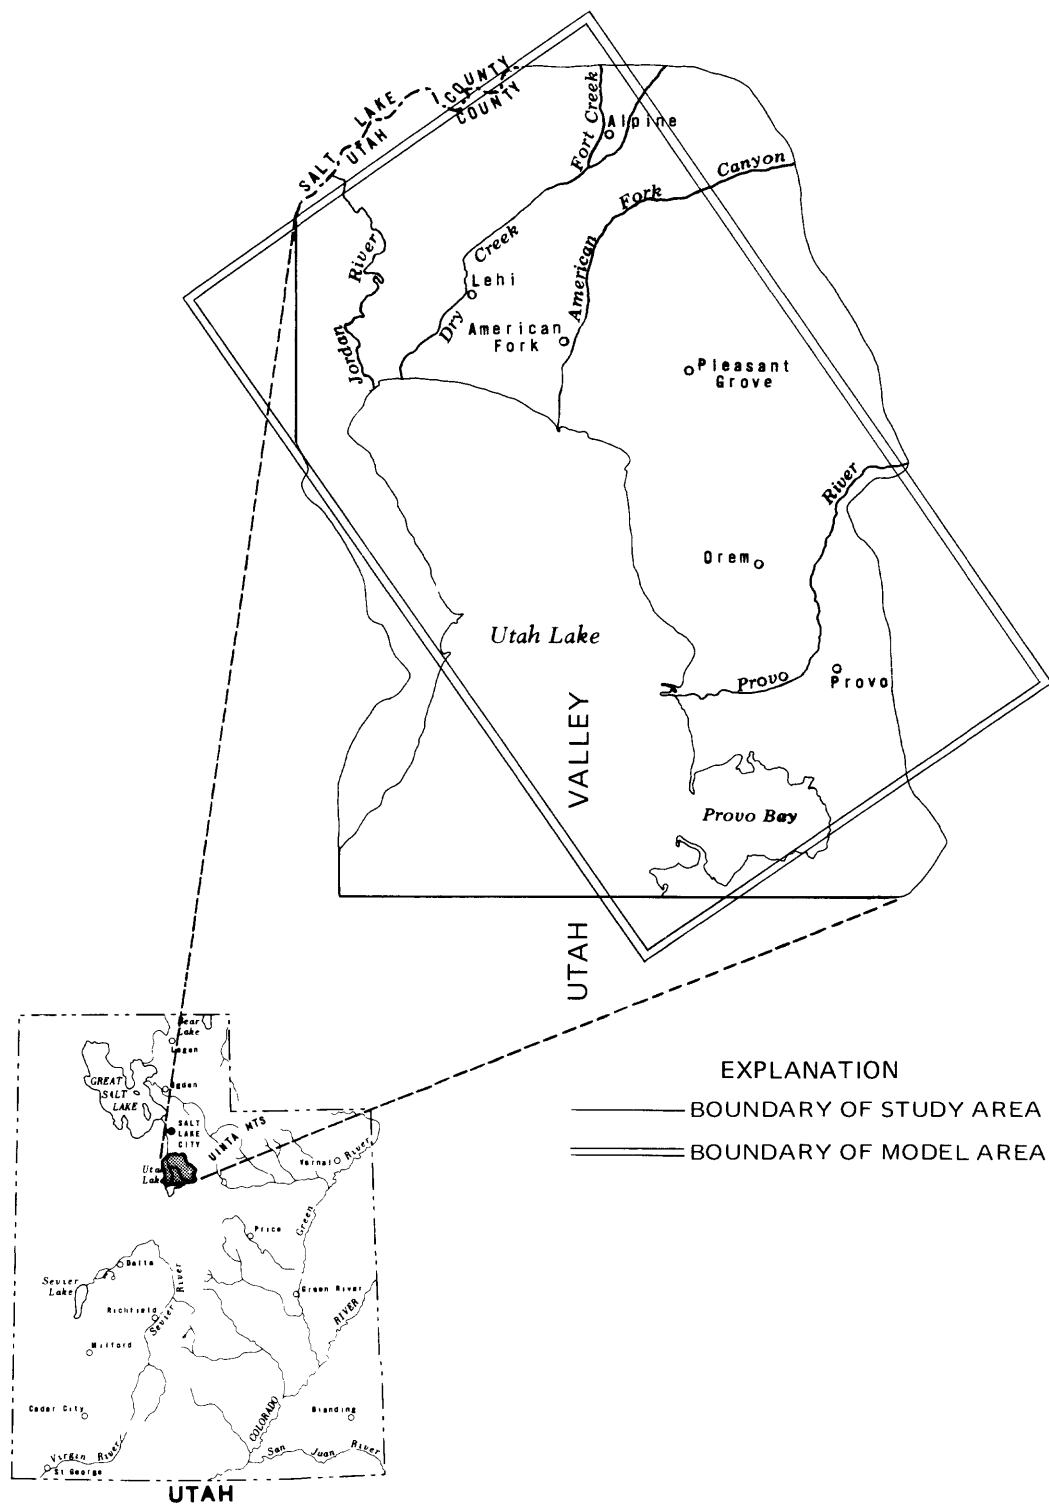 SALT LAKE COUNTY
UTAH COUNTY
Fort Creek
Alpine
American Fork Canyon
Dry Creek
Jordan River
Lehi
American
Fork
Pleasant
Grove
Provo River
Orem
Utah Lake
Provo
Provo Bay
UTAH VALLEY
EXPLANATION
BOUNDARY OF STUDY AREA
BOUNDARY OF MODEL AREA
Bear
Lake
Logan
GREAT
SALT
LAKE
Ogden
SALT
LAKE
CITY
UINTA MTS
Vernal
Green River
Utah
Lake
Price
Delta
Sevier
Lake
Sevier River
Richfield
Green River
Milford
COLORADO RIVER
Cedar City
Blanding
San Juan River
Virgin River
St George
UTAH